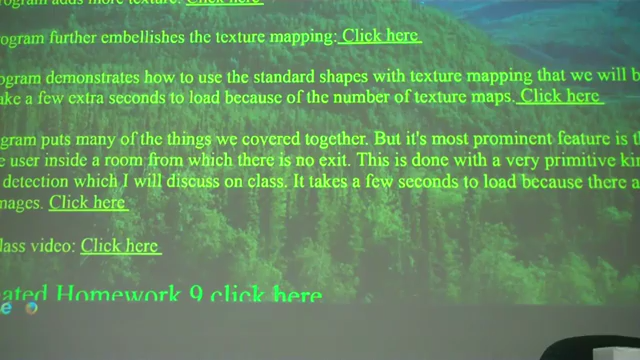 rogram adds more texture: Click here
rogram further embellishes the texture mapping: Click here
ogram demonstrates how to use the standard shapes with texture mapping that we will b
ake a few extra seconds to load because of the number of texture maps. Click here
gram puts many of the things we covered together. But it's most prominent feature is th
e user inside a room from which there is no exit. This is done with a very primitive kin
detection which I will discuss on class. It takes a few seconds to load because there a
mages. Click here
lass video: Click here
ated Homework 9 click here